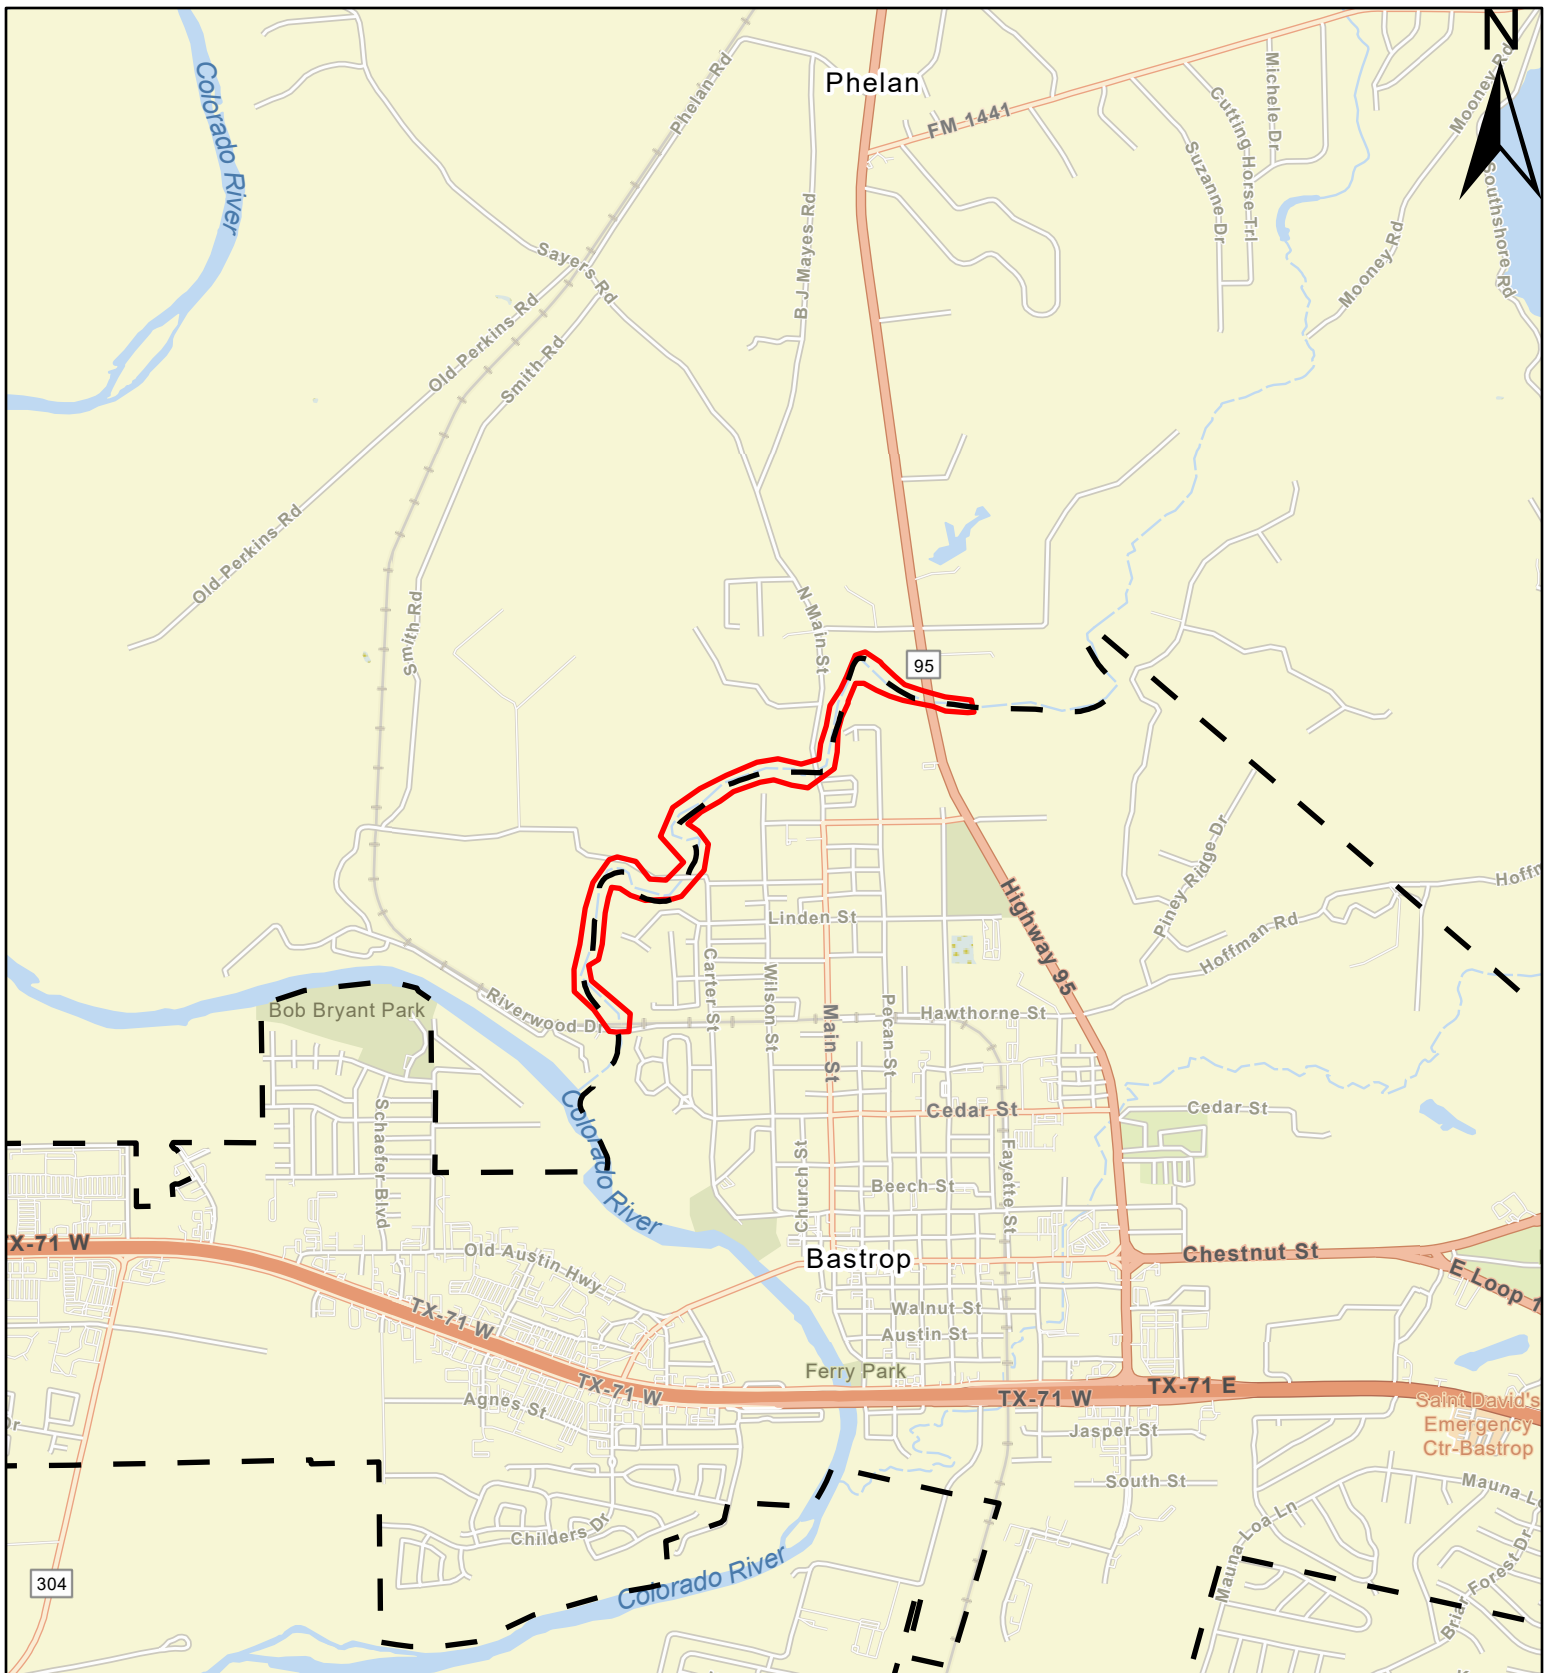 N
Phelan
Colorado River
Phelan Rd
FM 1441
Michele Dr
Cutting Horse Trl
Suzanne Dr
Mooney Rd
Mooney Rd
Southshore Rd
B J Mayes Rd
Sayers Rd
Old Perkins Rd
Smith Rd
Old Perkins Rd
Smith Rd
N Main St
95
Piney Ridge Dr
Highway 95
Hoffman Rd
Linden St
Carter St
Wilson St
Main St
Pecan St
Hawthorne St
Riverwood Dr
Bob Bryant Park
Schaefer Blvd
Colorado River
Cedar St
Cedar St
Church St
Fayette St
Beech St
TX-71 W
Old Austin Hwy
Bastrop
Chestnut St
E Loop 1
Walnut St
Austin St
TX-71 W
Ferry Park
TX-71 W
TX-71 W
TX-71 E
Agnes St
Saint David's
Emergency
Ctr-Bastrop
Jasper St
South St
Mauna Loa Ln
Childers Dr
Briar Forest Dr
Colorado River
304